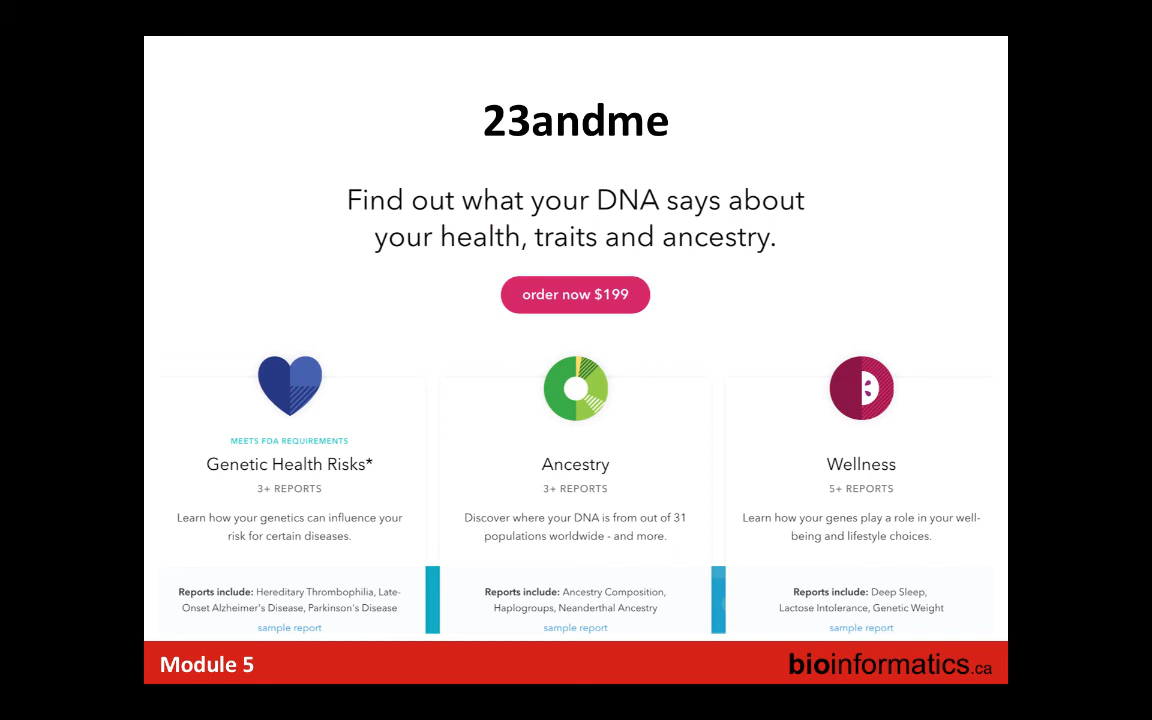 23andme
Find out what your DNA says about
your health, traits and ancestry.
order now $199
MEETS FDA REQUIREMENTS
Genetic Health Risks*
3+ REPORTS
Learn how your genetics can influence your
risk for certain diseases.
Reports include: Hereditary Thrombophilia, Late-
Onset Alzheimer's Disease, Parkinson's Disease
sample report
Ancestry
3+ REPORTS
Discover where your DNA is from out of 31
populations worldwide - and more.
Reports include: Ancestry Composition,
Haplogroups, Neanderthal Ancestry
sample report
Wellness
5+ REPORTS
Learn how your genes play a role in your well-
being and lifestyle choices.
Reports include: Deep Sleep,
Lactose Intolerance, Genetic Weight
sample report
Module 5
bioinformatics.ca